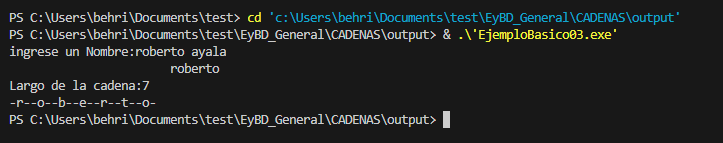 PS C:\Users\behri\Documents\test> cd 'c:\Users\behri\Documents\test\EyBD_General\CADENAS\output'
PS C:\Users\behri\Documents\test\EyBD_General\CADENAS\output> & .\'EjemploBasico03.exe'
ingrese un Nombre:roberto ayala
roberto
Largo de la cadena:7
-r--o--b--e--r--t--o-
PS C:\Users\behri\Documents\test\EyBD_General\CADENAS\output>